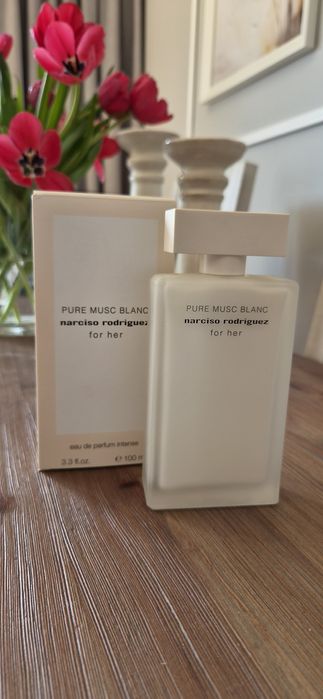 PURE MUSC BLANC
narciso rodriguez
for her
eau de parfum intense
3.3 fl.oz. ℮ 100 m
PURE MUSC BLANC
narciso rodriguez
for her